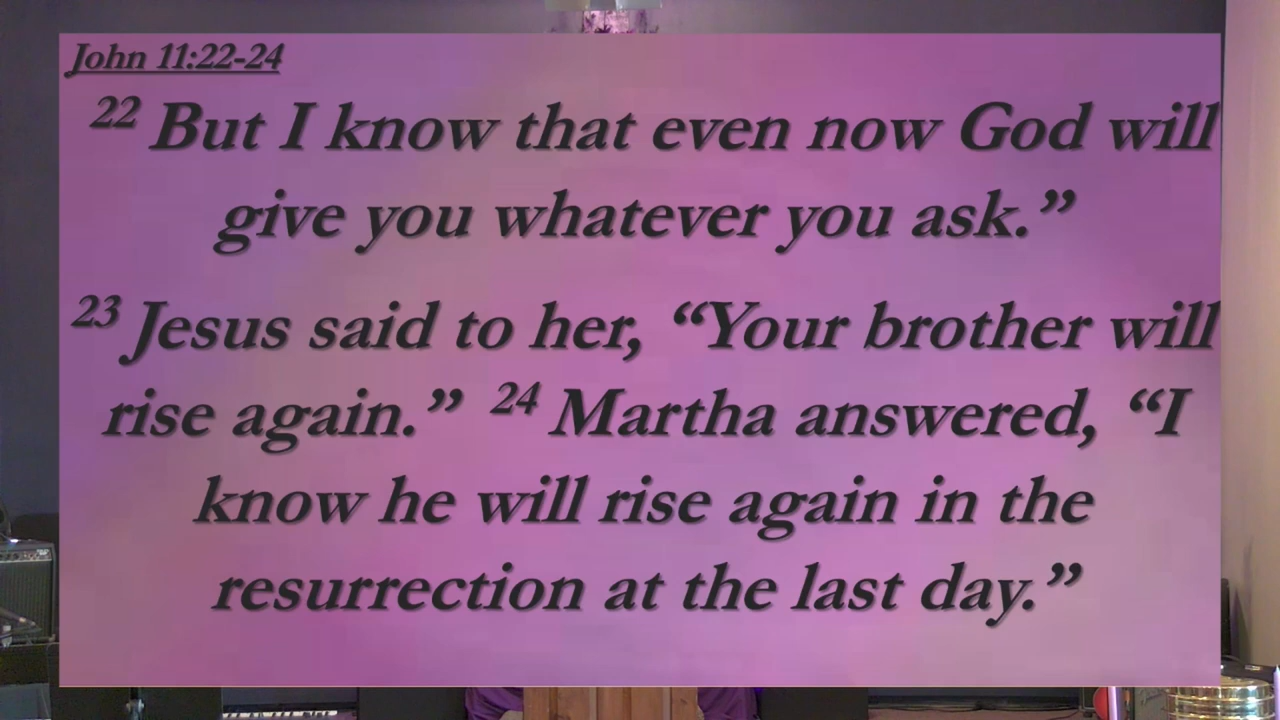 John 11:22-24
22 But I know that even now God will
give you whatever you ask.”
23 Jesus said to her, “Your brother will
rise again.” 24 Martha answered, “I
know he will rise again in the
resurrection at the last day.”